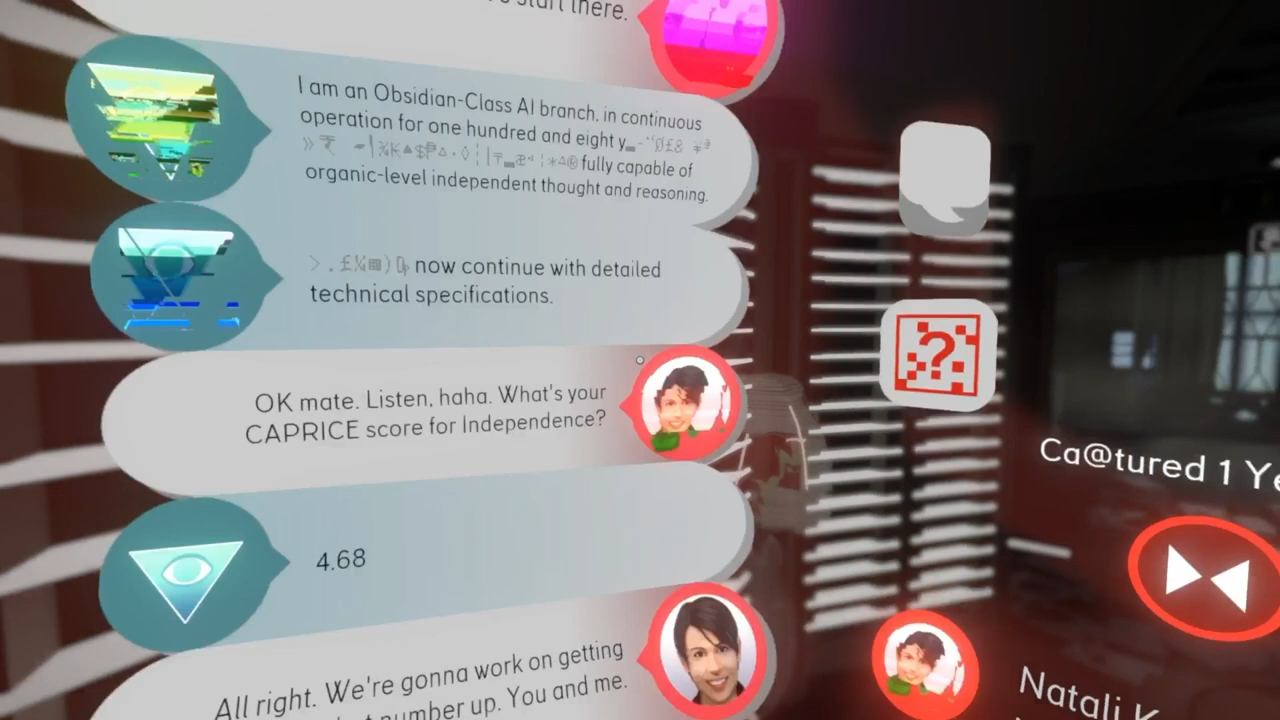 start there.
I am an Obsidian-Class AI branch, in continuous
operation for one hundred and eight y
fully capable of
organic-level independent thought and reasoning.
now continue with detailed
technical specifications.
OK mate. Listen, haha. What's your
CAPRICE score for Independence?
4.68
All right. We're gonna work on getting
number up. You and me.
?
Ca@tured 1 Ye
Natali K